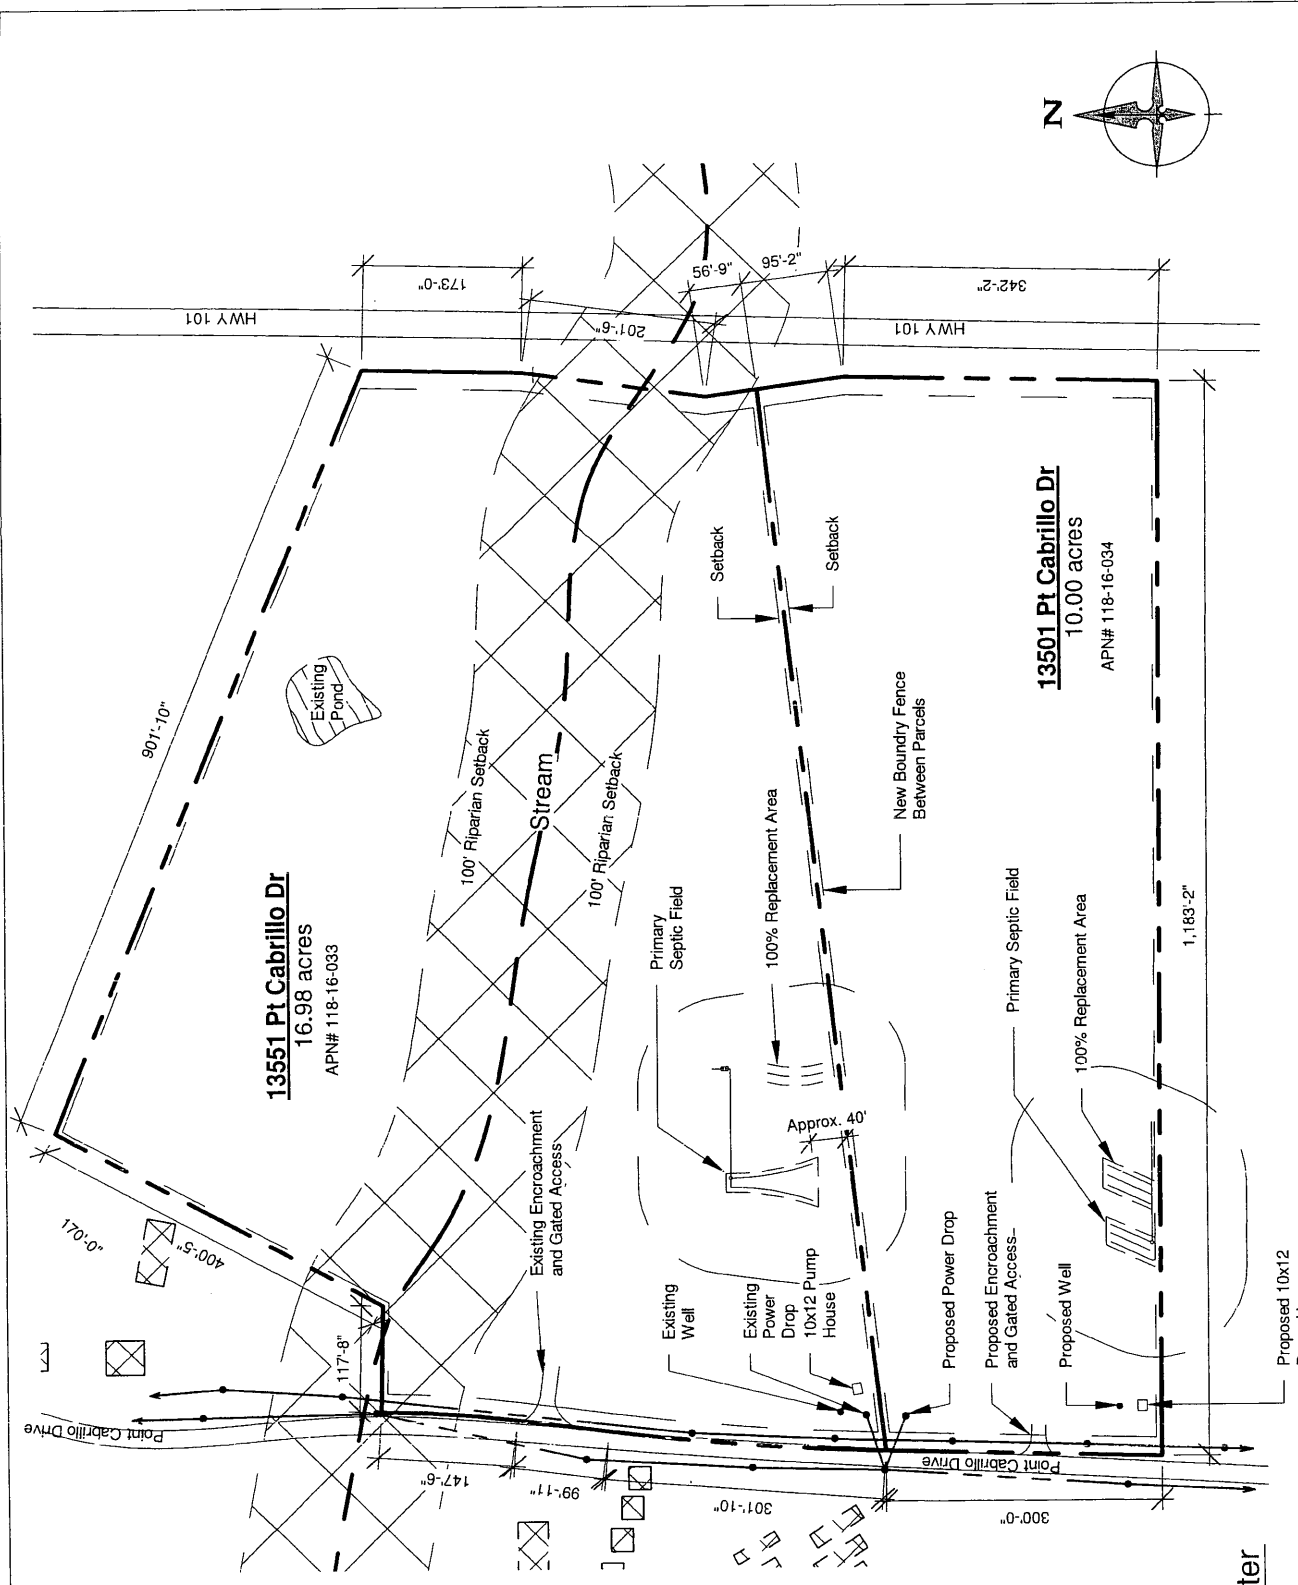 N
HWY 101
HWY 101
173'-0"
201'-6"
56'-9"
95'-2"
342'-2"
901'-10"
Existing
Pond
13551 Pt Cabrillo Dr
16.98 acres
APN# 118-16-033
100' Riparian Setback
Stream
100' Riparian Setback
Setback
Setback
13501 Pt Cabrillo Dr
10.00 acres
APN# 118-16-034
New Boundry Fence
Between Parcels
1,183'-2"
Primary
Septic Field
100% Replacement Area
Approx. 40'
Primary Septic Field
100% Replacement Area
400'-5"
117'-8"
Existing Encroachment
and Gated Access
Existing
Well
Existing
Power
Drop
10x12 Pump
House
Proposed Power Drop
Proposed Encroachment
and Gated Access
Proposed Well
Proposed 10x12
Point Cabrillo Drive
Point Cabrillo Drive
147'-6"
99'-11"
301'-10"
300'-0"
ter